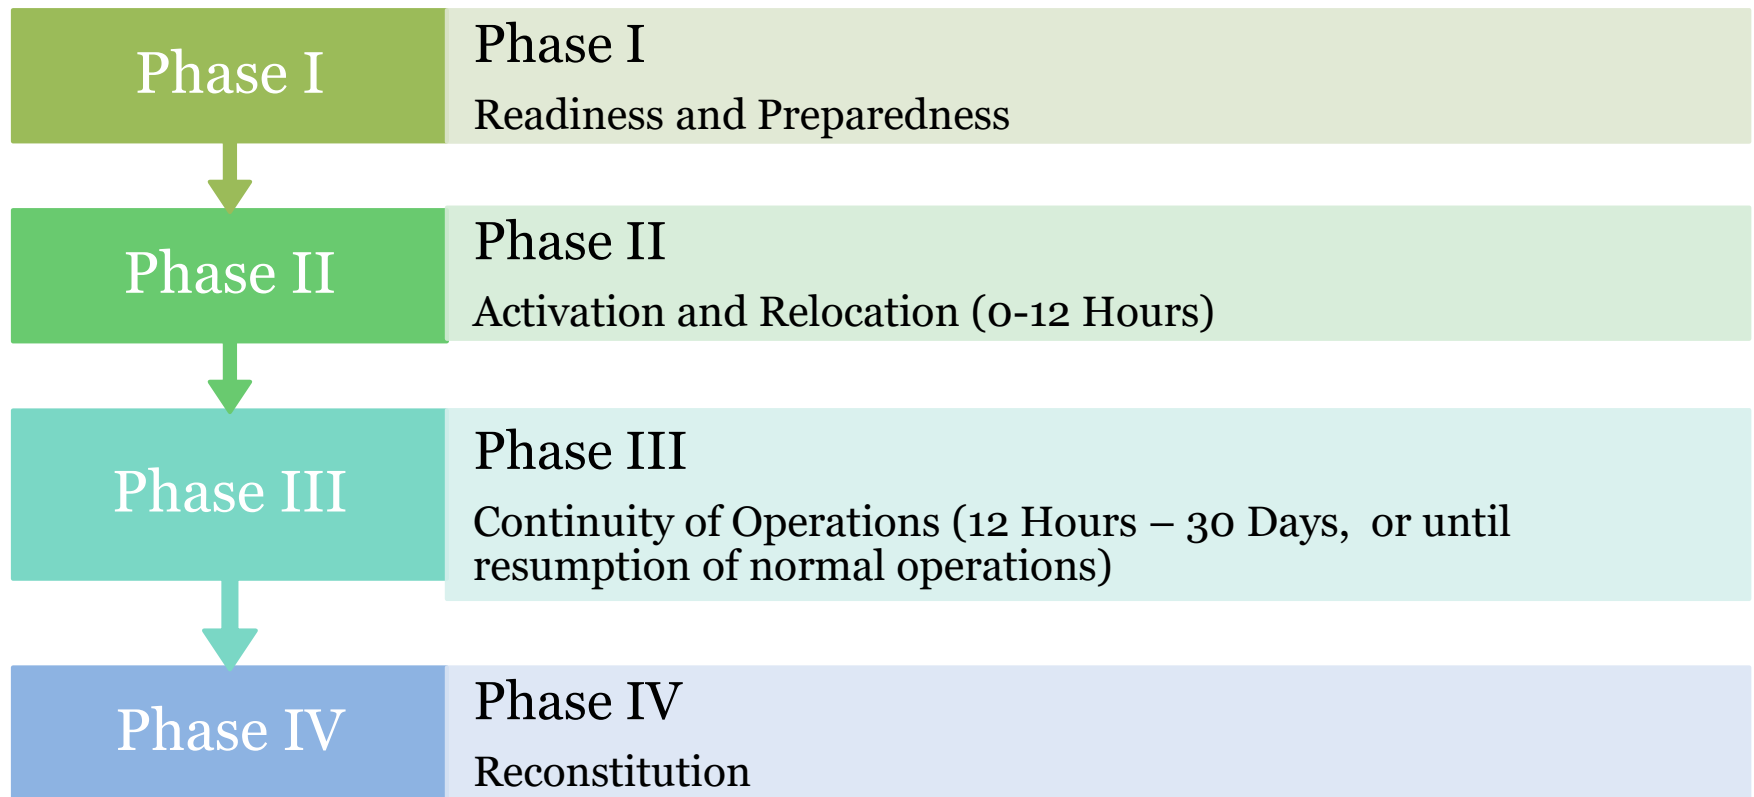 Phase I
Phase I
Readiness and Preparedness
Phase II
Phase II
Activation and Relocation (0-12 Hours)
Phase III
Phase III
Continuity of Operations (12 Hours – 30 Days,  or until
resumption of normal operations)
Phase IV
Phase IV
Reconstitution